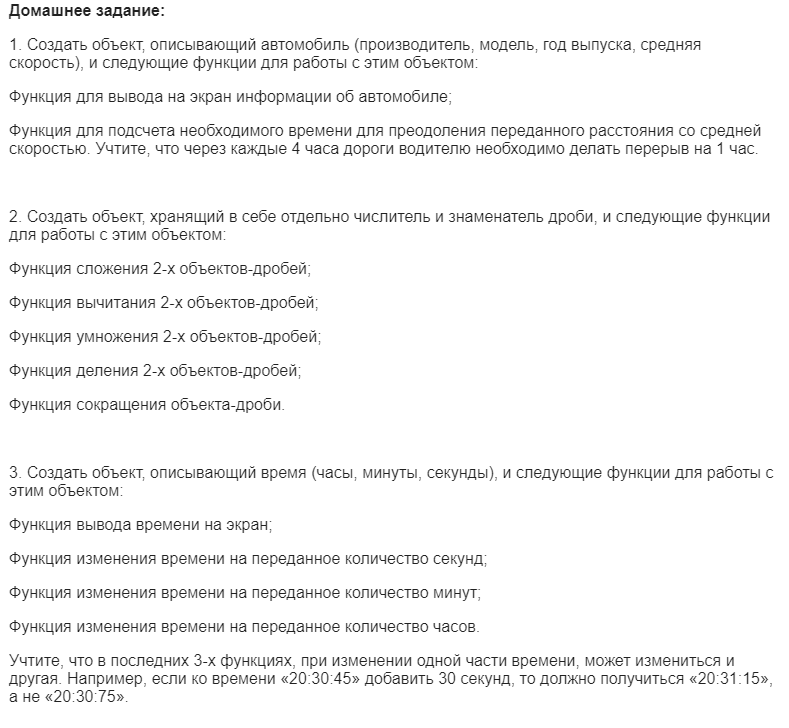 Домашнее задание:
1. Создать объект, описывающий автомобиль (производитель, модель, год выпуска, средняя
скорость), и следующие функции для работы с этим объектом:
Функция для вывода на экран информации об автомобиле;
Функция для подсчета необходимого времени для преодоления переданного расстояния со средней
скоростью. Учтите, что через каждые 4 часа дороги водителю необходимо делать перерыв на 1 час.
2. Создать объект, хранящий в себе отдельно числитель и знаменатель дроби, и следующие функции
для работы с этим объектом:
Функция сложения 2-х объектов-дробей;
Функция вычитания 2-х объектов-дробей;
Функция умножения 2-х объектов-дробей;
Функция деления 2-х объектов-дробей;
Функция сокращения объекта-дроби.
3. Создать объект, описывающий время (часы, минуты, секунды), и следующие функции для работы с
этим объектом:
Функция вывода времени на экран;
Функция изменения времени на переданное количество секунд;
Функция изменения времени на переданное количество минут;
Функция изменения времени на переданное количество часов.
Учтите, что в последних 3-х функциях, при изменении одной части времени, может измениться и
другая. Например, если ко времени «20:30:45» добавить 30 секунд, то должно получиться «20:31:15»,
а не «20:30:75».